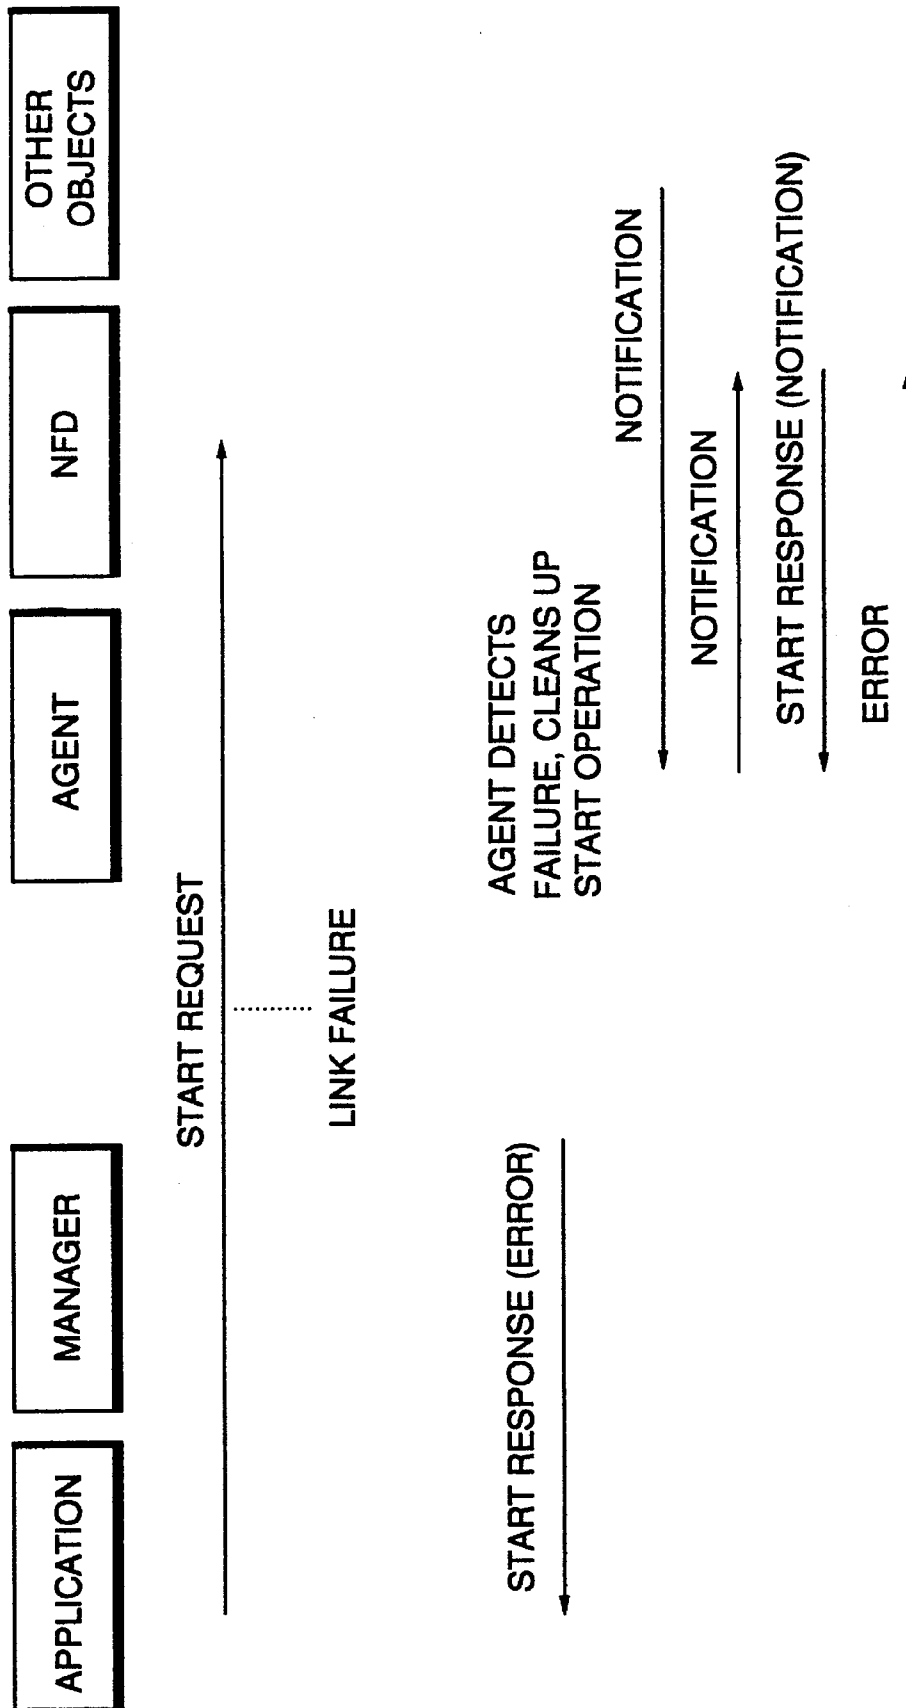 APPLICATION
MANAGER
AGENT
NFD
OTHER
OBJECTS
START REQUEST
LINK FAILURE
START RESPONSE (ERROR)
AGENT DETECTS
FAILURE, CLEANS UP
START OPERATION
NOTIFICATION
NOTIFICATION
START RESPONSE (NOTIFICATION)
ERROR